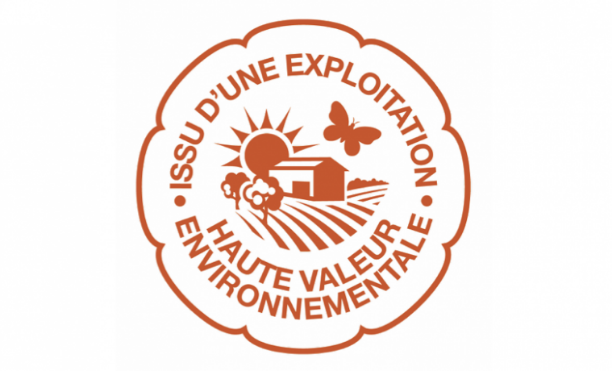 ISSU D'UNE EXPLOITATION
HAUTE VALEUR
ENVIRONNEMENTALE